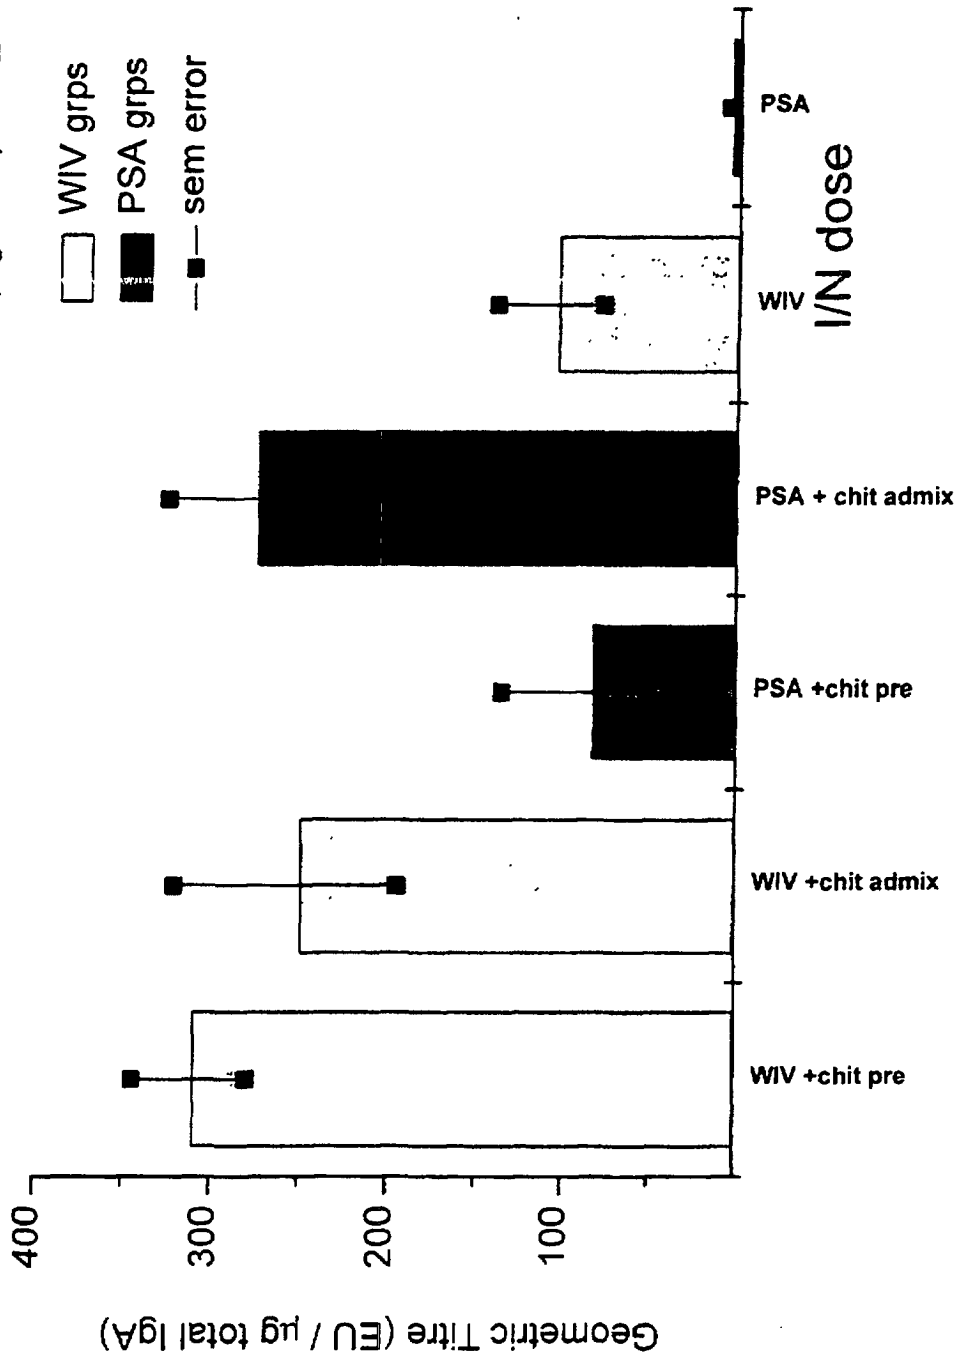 WIV grps
PSA grps
sem error
400
300
200
100
Geometric Titre (EU / µg total IgA)
WIV +chit pre
WIV +chit admix
PSA +chit pre
PSA + chit admix
WIV
PSA
I/N dose